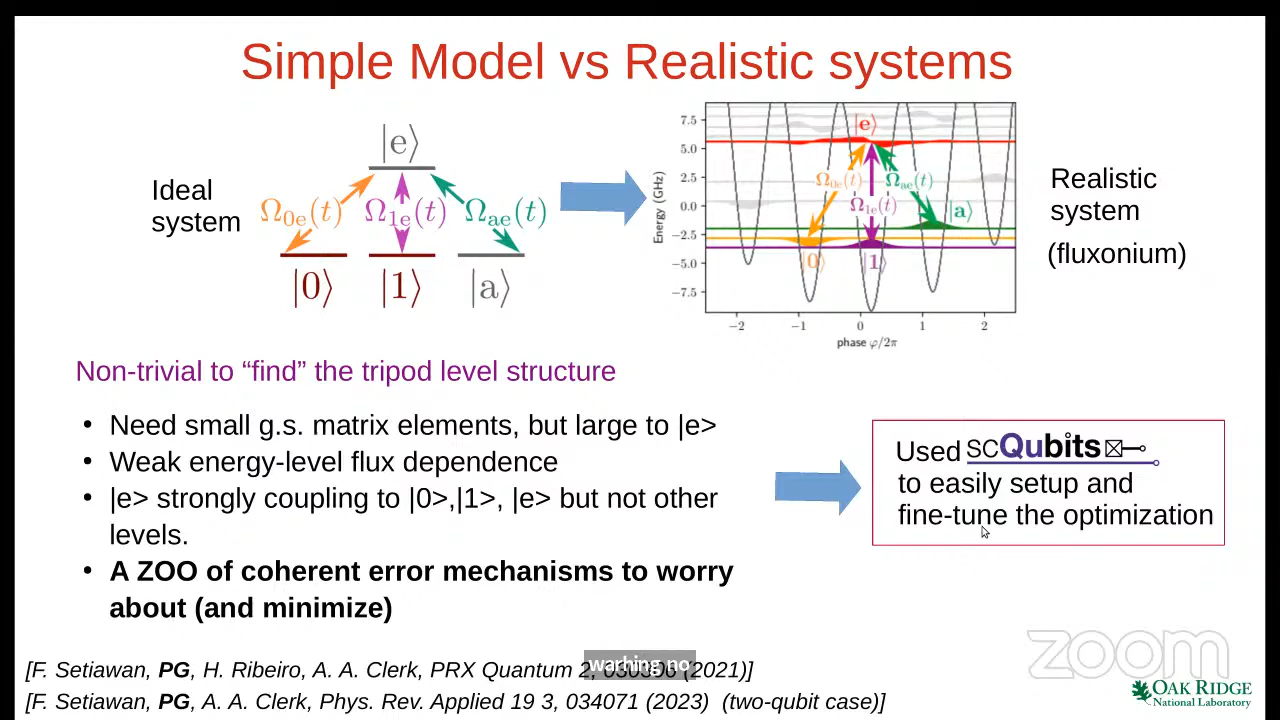 Simple Model vs Realistic systems
Ideal
system
|e⟩
Ω0e(t) Ω1e(t) Ωae(t)
|0⟩ |1⟩ |a⟩
Energy (GHz)
7.5
5.0
2.5
0.0
−2.5
−5.0
−7.5
|e⟩
Ω0e(t) Ωae(t)
Ω1e(t)
|a⟩
|0⟩ |1⟩
−2 −1 0 1 2
phase φ/2π
Realistic
system
(fluxonium)
Non-trivial to “find” the tripod level structure
• Need small g.s. matrix elements, but large to |e>
• Weak energy-level flux dependence
• |e> strongly coupling to |0>,|1>, |e> but not other
levels.
• A ZOO of coherent error mechanisms to worry
about (and minimize)
Used SCQubits
to easily setup and
fine-tune the optimization
[F. Setiawan, PG, H. Ribeiro, A. A. Clerk, PRX Quantum 2, (2021)]
warhing no
[F. Setiawan, PG, A. A. Clerk, Phys. Rev. Applied 19 3, 034071 (2023) (two-qubit case)]
zoom
OAK RIDGE
National Laboratory